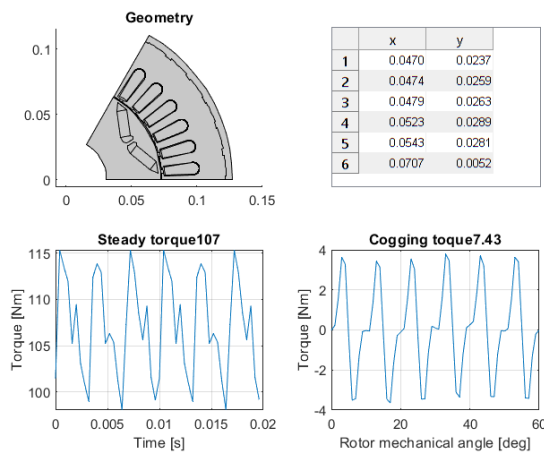 Geometry
0.1
0.05
0
0 0.05 0.1 0.15
x y
1 0.0470 0.0237
2 0.0474 0.0259
3 0.0479 0.0263
4 0.0523 0.0289
5 0.0543 0.0281
6 0.0707 0.0052
Steady torque107
115
110
105
100
Torque [Nm]
0 0.005 0.01 0.015 0.02
Time [s]
Cogging toque7.43
4
2
0
-2
-4
Torque [Nm]
0 20 40 60
Rotor mechanical angle [deg]